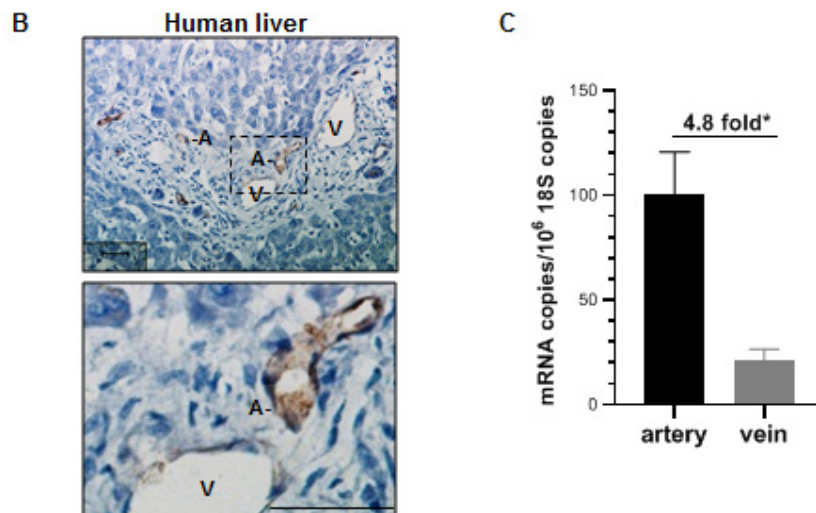 B
Human liver
V
-A
A-
V
A-
V
C
mRNA copies/10⁶ 18S copies
150
100
50
0
4.8 fold*
artery vein